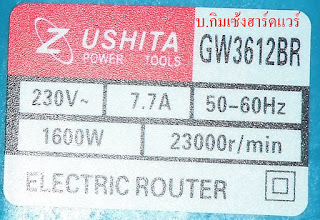 บ.กิมเซ้งฮาร์ดแวร์
USHITA GW3612BR
POWER TOOLS
230V~ 7.7A 50-60Hz
1600W 23000r/min
ELECTRIC ROUTER